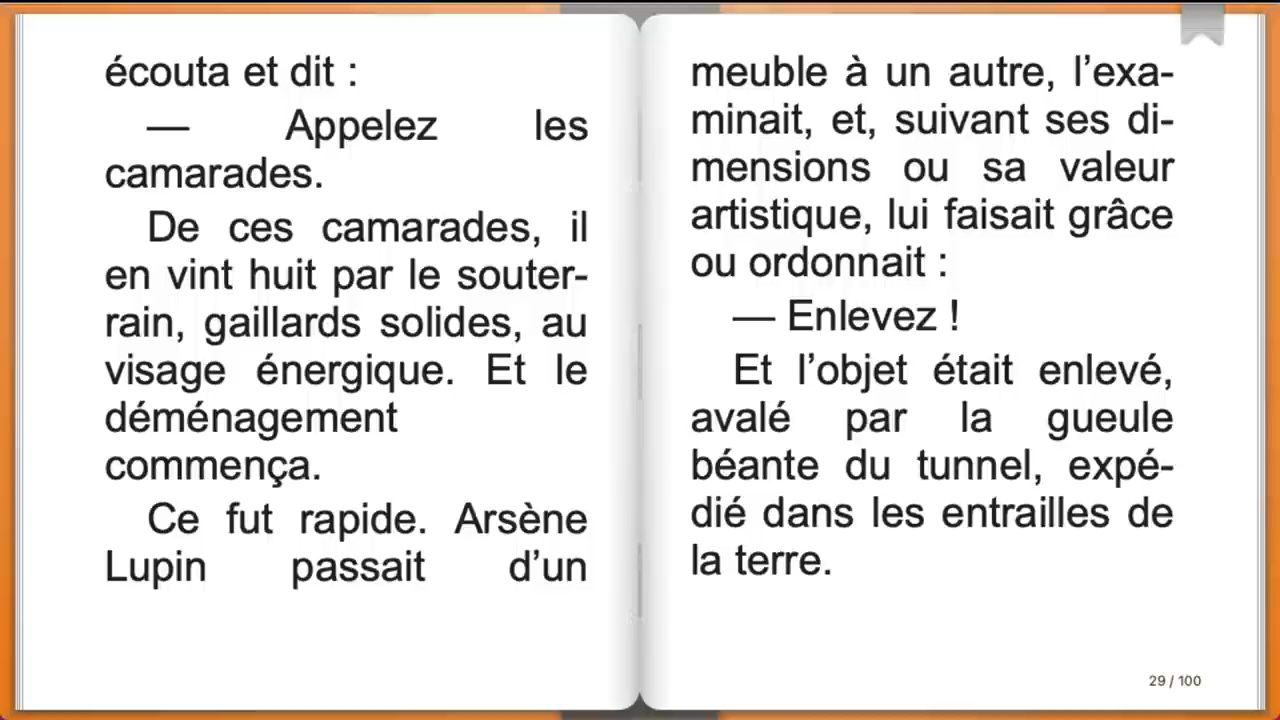 écouta et dit :
— Appelez les
camarades.
De ces camarades, il
en vint huit par le souter-
rain, gaillards solides, au
visage énergique. Et le
déménagement
commença.
Ce fut rapide. Arsène
Lupin passait d’un
meuble à un autre, l’exa-
minait, et, suivant ses di-
mensions ou sa valeur
artistique, lui faisait grâce
ou ordonnait :
— Enlevez !
Et l’objet était enlevé,
avalé par la gueule
béante du tunnel, expé-
dié dans les entrailles de
la terre.
29 / 100